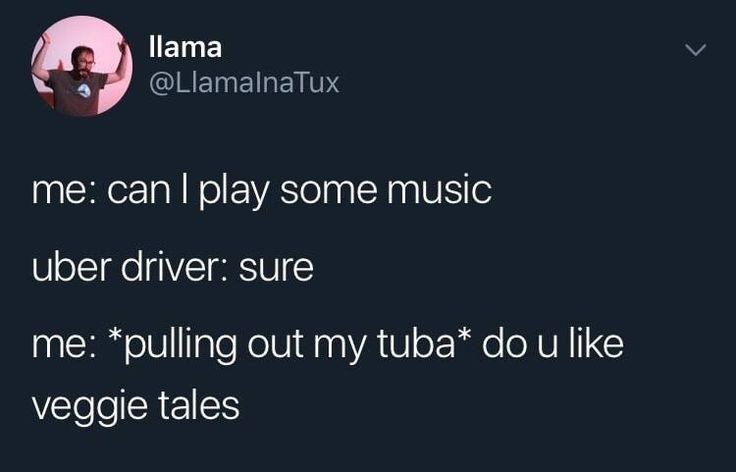 llama
@LlamaInaTux
me: can I play some music
uber driver: sure
me: *pulling out my tuba* do u like
veggie tales